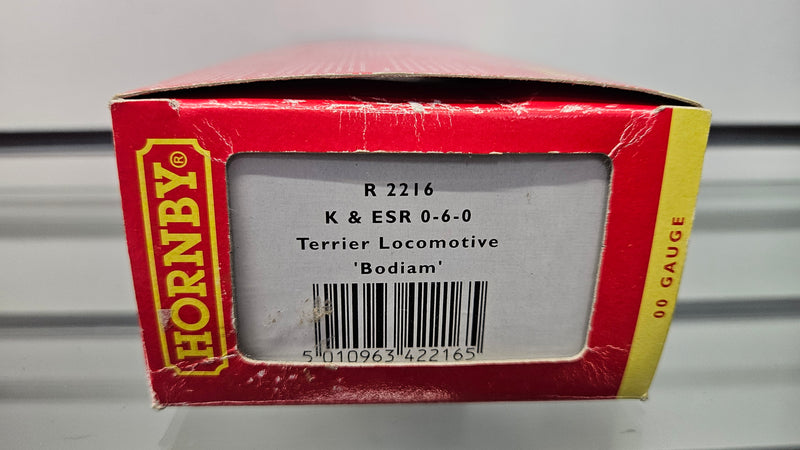 HORNBY®
R 2216
K & ESR 0-6-0
Terrier Locomotive
'Bodiam'
5 010963 422165
00 GAUGE